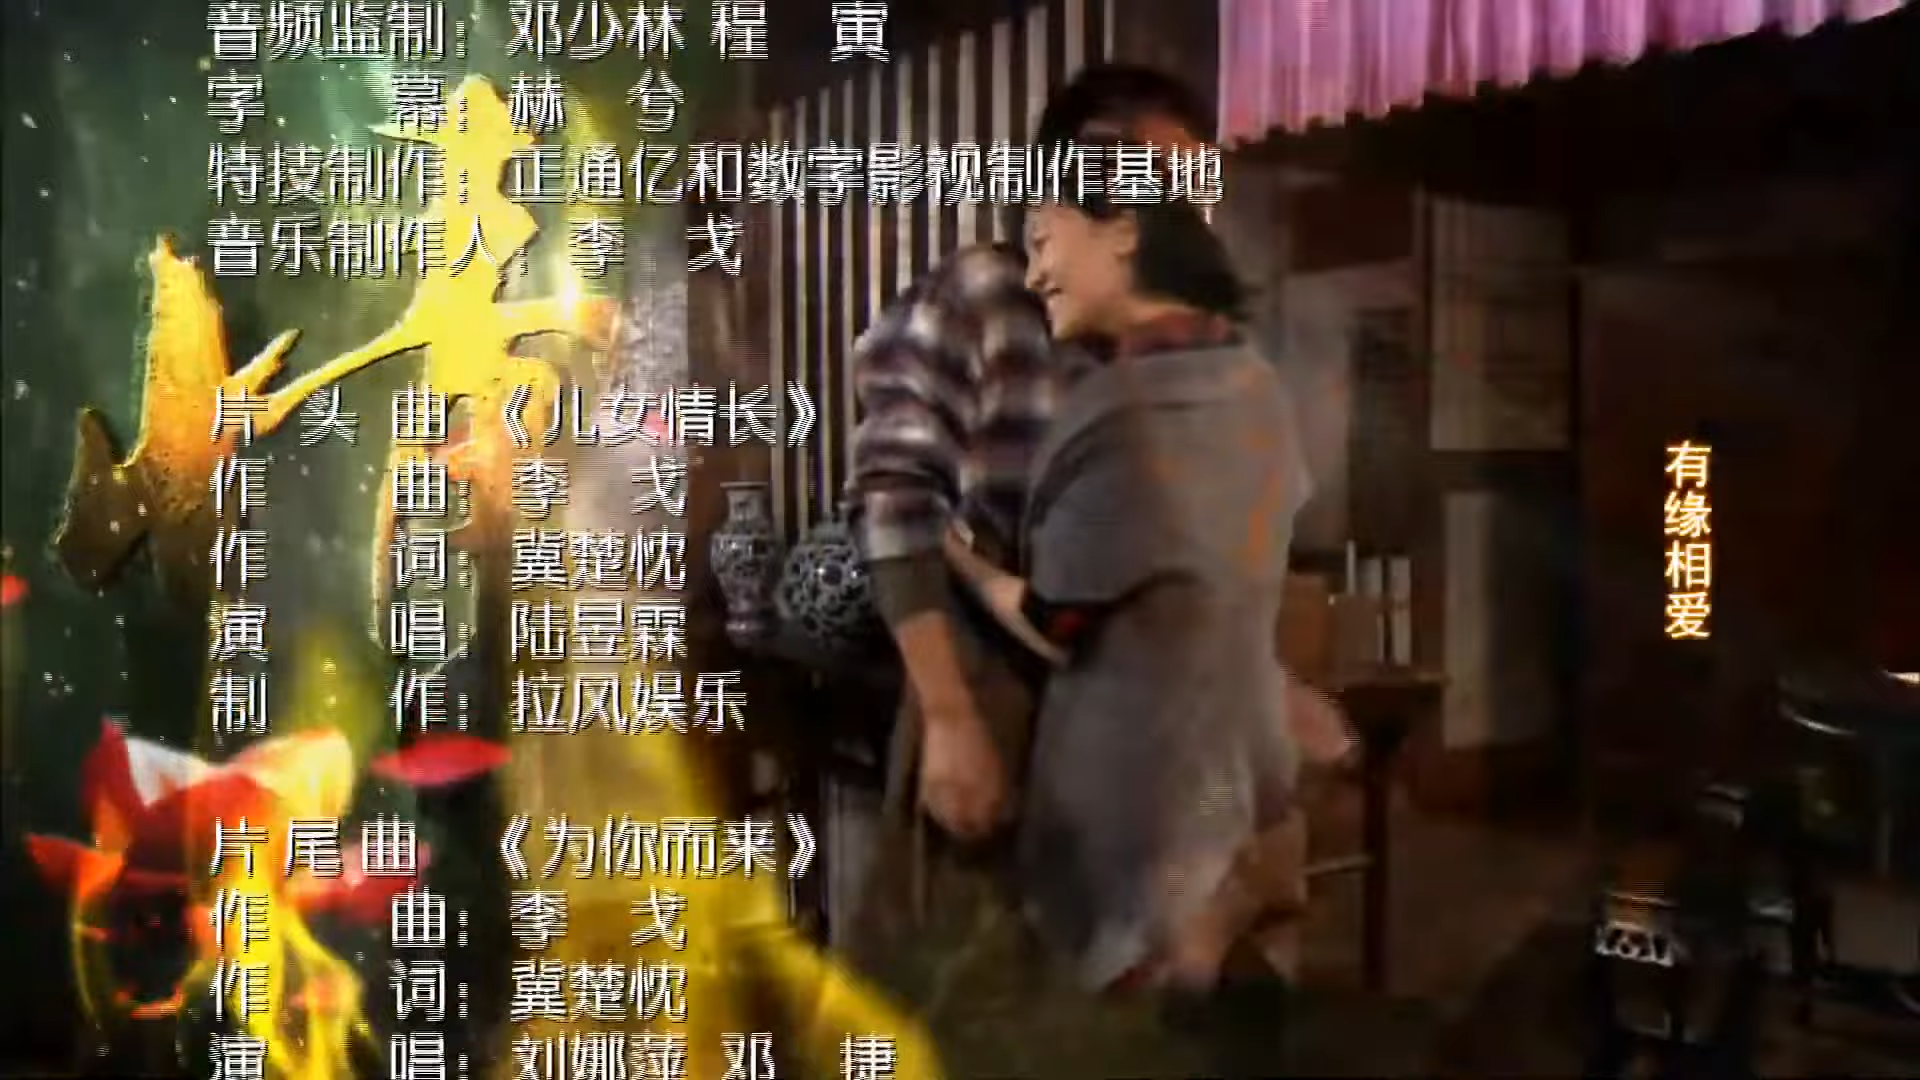 音频监制：邓少林 程 寅
字 幕：赫 兮
特技制作：正通亿和数字影视制作基地
音乐制作人：李 戈
片 头 曲 《儿女情长》
作 曲：李 戈
作 词：冀楚忱
演 唱：陆昱霖
制 作：拉风娱乐
片 尾 曲 《为你而来》
作 曲：李 戈
作 词：冀楚忱
演 唱：刘娜萍 邓 捷
有缘相爱